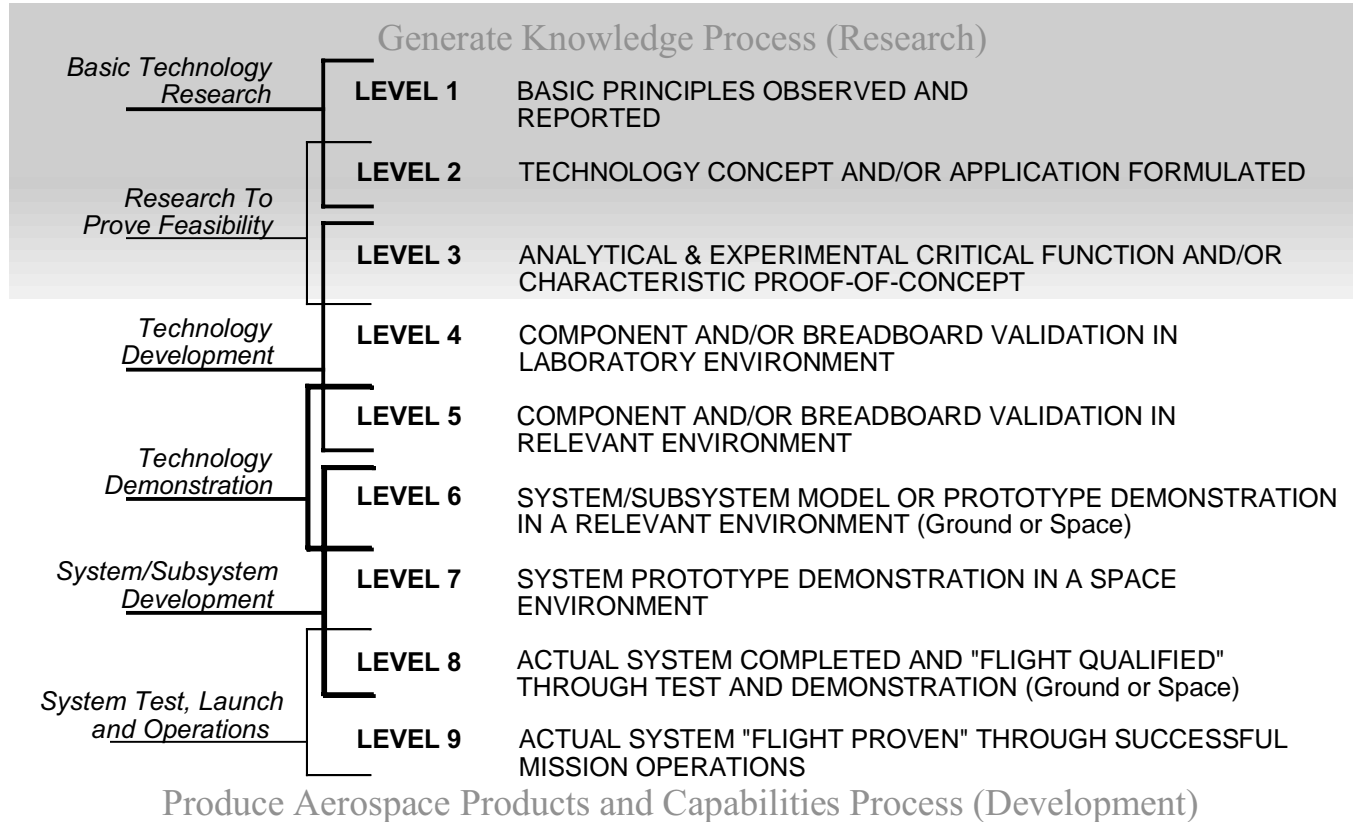 Generate Knowledge Process (Research)
Basic Technology
Research
LEVEL 1
BASIC PRINCIPLES OBSERVED AND
REPORTED
LEVEL 2
TECHNOLOGY CONCEPT AND/OR APPLICATION FORMULATED
Research To
Prove Feasibility
LEVEL 3
ANALYTICAL & EXPERIMENTAL CRITICAL FUNCTION AND/OR
CHARACTERISTIC PROOF-OF-CONCEPT
Technology
Development
LEVEL 4
COMPONENT AND/OR BREADBOARD VALIDATION IN
LABORATORY ENVIRONMENT
LEVEL 5
COMPONENT AND/OR BREADBOARD VALIDATION IN
RELEVANT ENVIRONMENT
Technology
Demonstration
LEVEL 6
SYSTEM/SUBSYSTEM MODEL OR PROTOTYPE DEMONSTRATION
IN A RELEVANT ENVIRONMENT (Ground or Space)
System/Subsystem
Development
LEVEL 7
SYSTEM PROTOTYPE DEMONSTRATION IN A SPACE
ENVIRONMENT
LEVEL 8
ACTUAL SYSTEM COMPLETED AND "FLIGHT QUALIFIED"
THROUGH TEST AND DEMONSTRATION (Ground or Space)
System Test, Launch
and Operations
LEVEL 9
ACTUAL SYSTEM "FLIGHT PROVEN" THROUGH SUCCESSFUL
MISSION OPERATIONS
Produce Aerospace Products and Capabilities Process (Development)